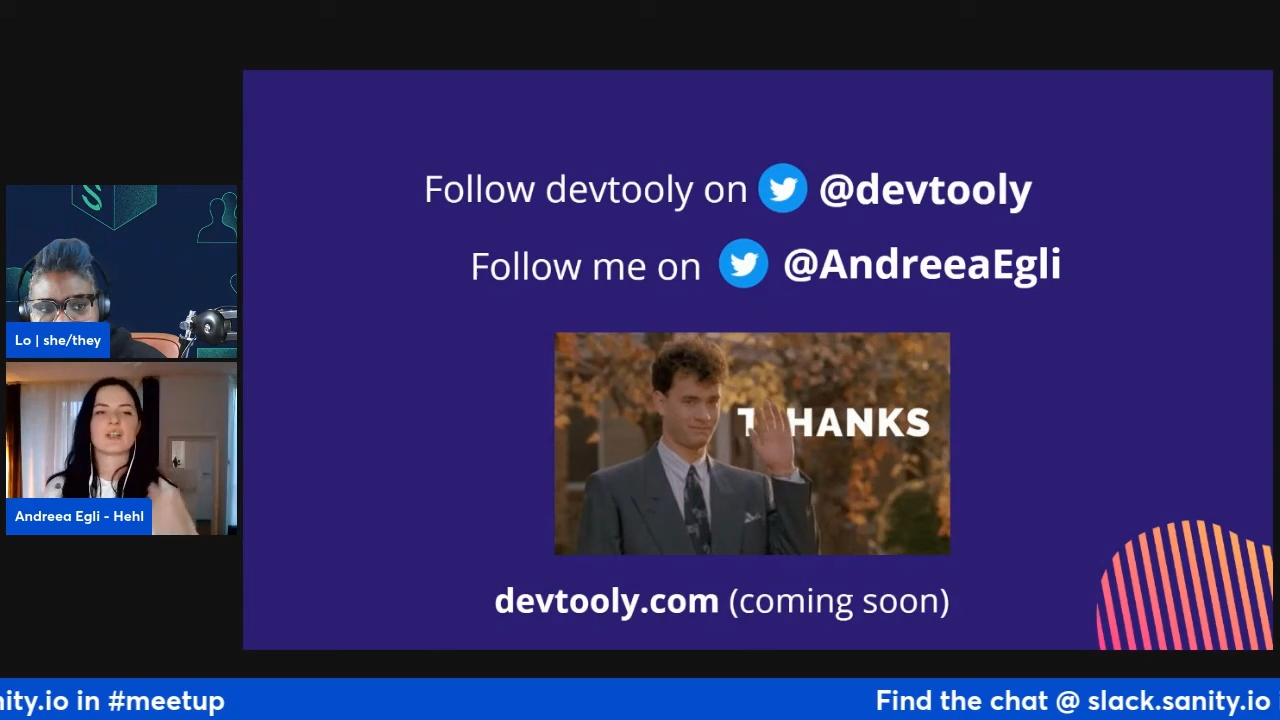 Follow devtooly on @devtooly
Follow me on @AndreeaEgli
THANKS
devtooly.com (coming soon)
Lo | she/they
Andreea Egli - Hehl
nity.io in #meetup
Find the chat @ slack.sanity.io